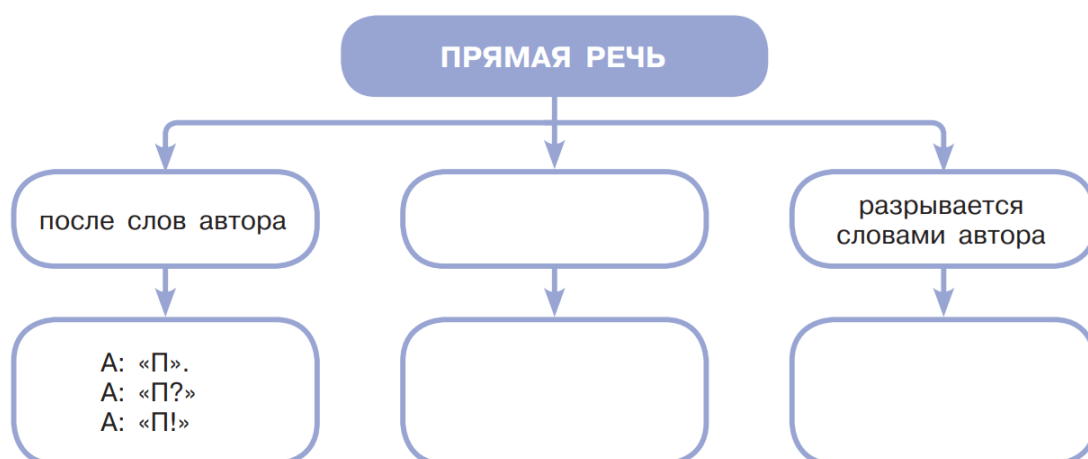 ПРЯМАЯ РЕЧЬ
после слов автора
разрывается
словами автора
А: «П».
А: «П?»
А: «П!»